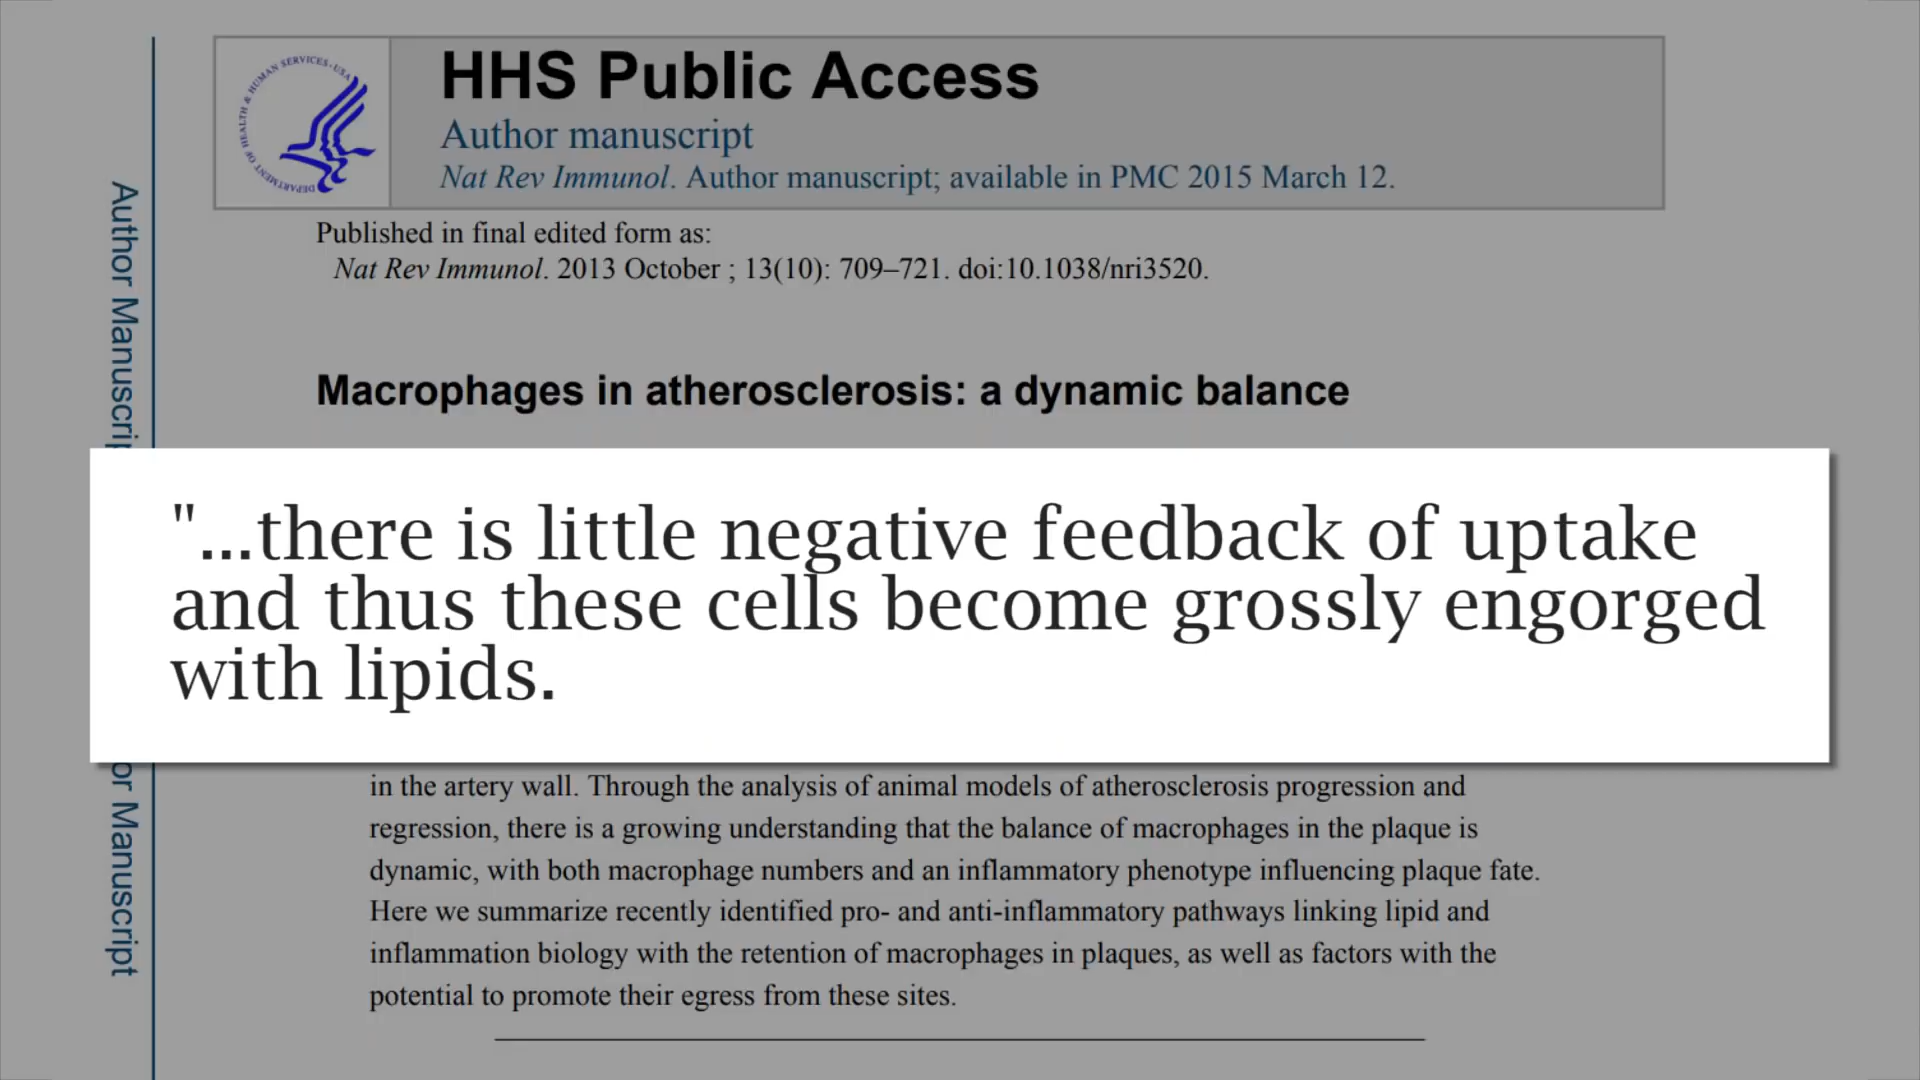 HHS Public Access
Author manuscript
Nat Rev Immunol. Author manuscript; available in PMC 2015 March 12.
DEPARTMENT OF HEALTH & HUMAN SERVICES · USA
Published in final edited form as:
Nat Rev Immunol. 2013 October ; 13(10): 709–721. doi:10.1038/nri3520.
Macrophages in atherosclerosis: a dynamic balance
"...there is little negative feedback of uptake
and thus these cells become grossly engorged
with lipids.
in the artery wall. Through the analysis of animal models of atherosclerosis progression and
regression, there is a growing understanding that the balance of macrophages in the plaque is
dynamic, with both macrophage numbers and an inflammatory phenotype influencing plaque fate.
Here we summarize recently identified pro- and anti-inflammatory pathways linking lipid and
inflammation biology with the retention of macrophages in plaques, as well as factors with the
potential to promote their egress from these sites.
Author Manuscrip
or Manuscript